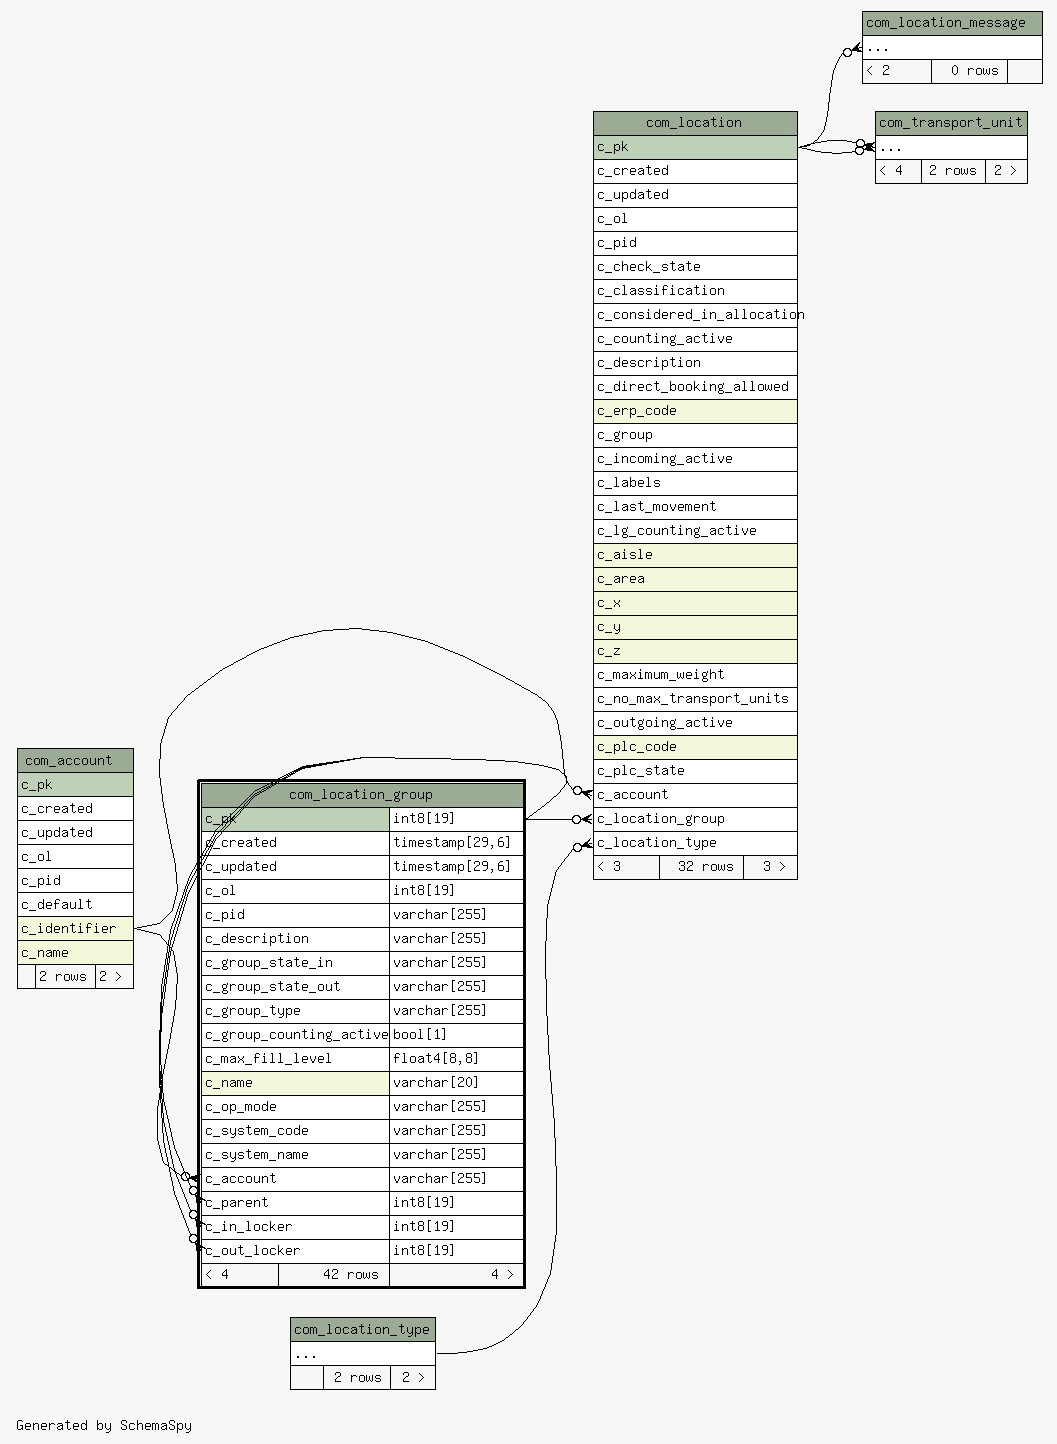 com_location_message
...
< 2 0 rows
com_transport_unit
...
< 4 2 rows 2 >
com_location
c_pk
c_created
c_updated
c_ol
c_pid
c_check_state
c_classification
c_considered_in_allocation
c_counting_active
c_description
c_direct_booking_allowed
c_erp_code
c_group
c_incoming_active
c_labels
c_last_movement
c_lg_counting_active
c_aisle
c_area
c_x
c_y
c_z
c_maximum_weight
c_no_max_transport_units
c_outgoing_active
c_plc_code
c_plc_state
c_account
c_location_group
c_location_type
< 3 32 rows 3 >
com_account
c_pk
c_created
c_updated
c_ol
c_pid
c_default
c_identifier
c_name
2 rows 2 >
com_location_group
c_pk int8[19]
c_created timestamp[29,6]
c_updated timestamp[29,6]
c_ol int8[19]
c_pid varchar[255]
c_description varchar[255]
c_group_state_in varchar[255]
c_group_state_out varchar[255]
c_group_type varchar[255]
c_group_counting_active bool[1]
c_max_fill_level float4[8,8]
c_name varchar[20]
c_op_mode varchar[255]
c_system_code varchar[255]
c_system_name varchar[255]
c_account varchar[255]
c_parent int8[19]
c_in_locker int8[19]
c_out_locker int8[19]
< 4 42 rows 4 >
com_location_type
...
2 rows 2 >
Generated by SchemaSpy